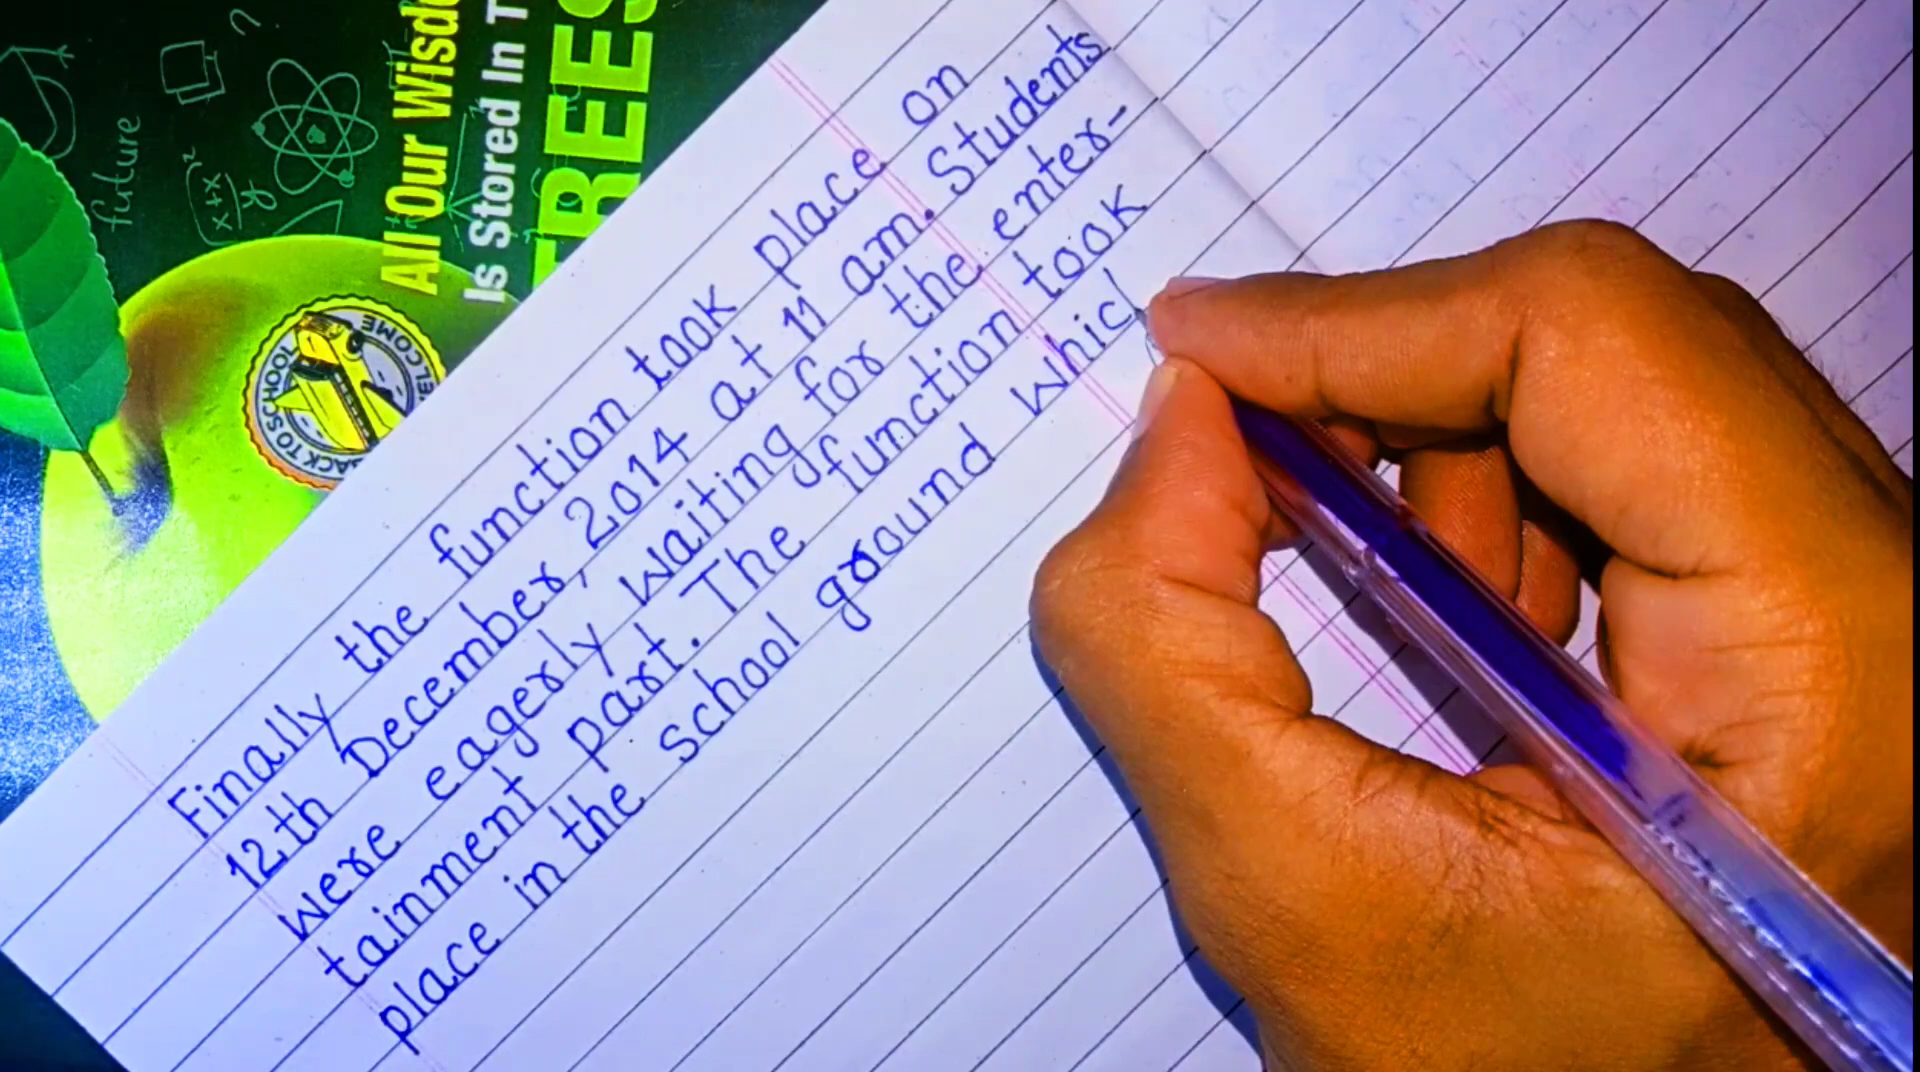 Finally the function took place on
12th December, 2014 at 11 am. Students
were eagerly waiting for the enter-
tainment part. The function took
place in the school ground whic
All Our Wisd
Is Stored In T
TREES
future
?
x+x²
y
BACK TO SCHOOL
WELCOME